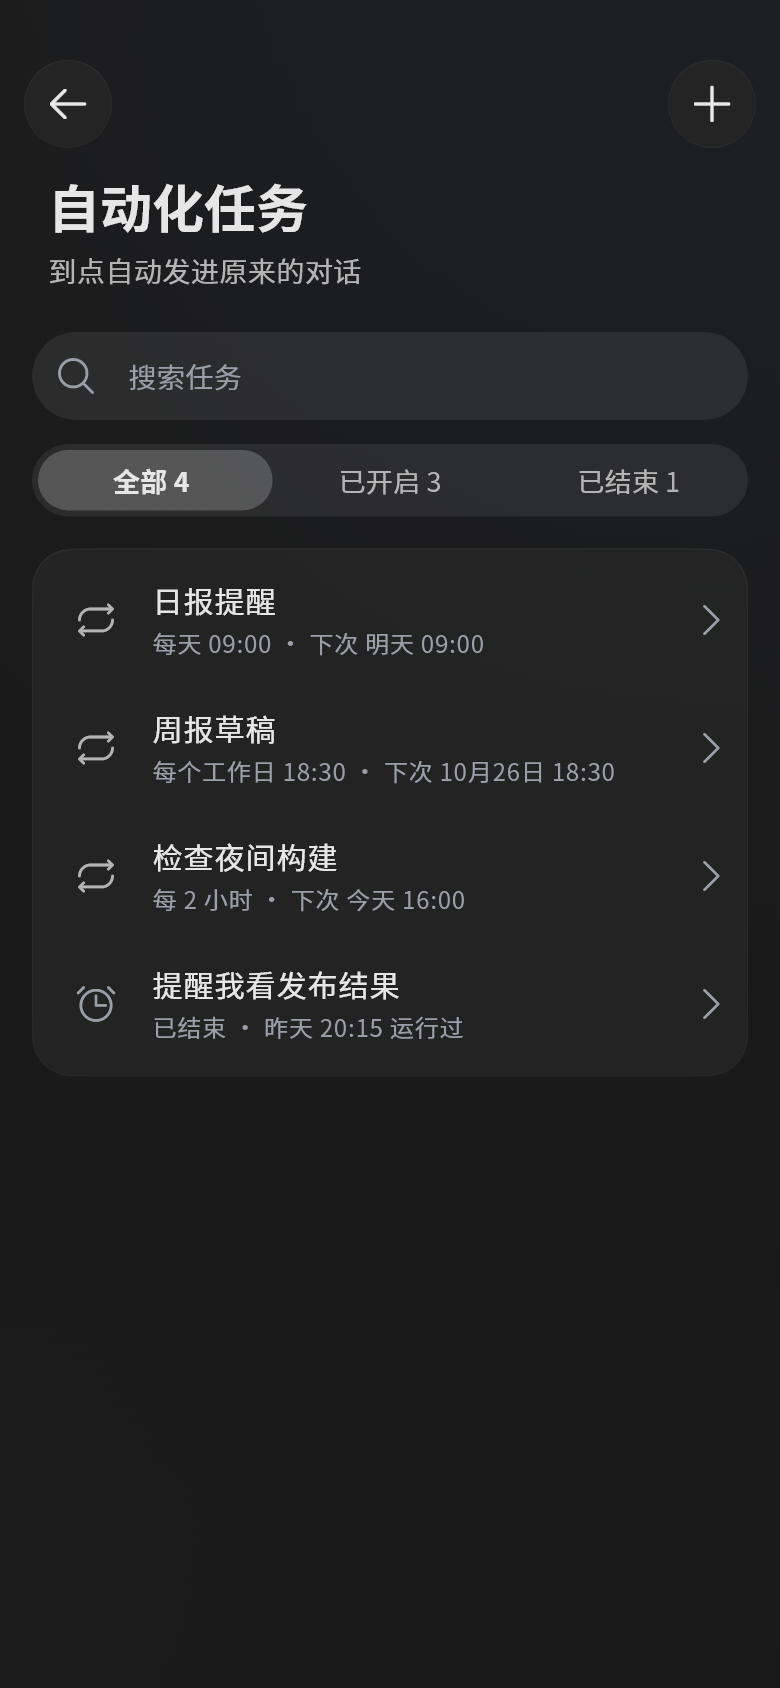 自动化任务
到点自动发进原来的对话
搜索任务
全部 4
已开启 3
已结束 1
日报提醒
每天 09:00 · 下次 明天 09:00
周报草稿
每个工作日 18:30 · 下次 10月26日 18:30
检查夜间构建
每 2 小时 · 下次 今天 16:00
提醒我看发布结果
已结束 · 昨天 20:15 运行过